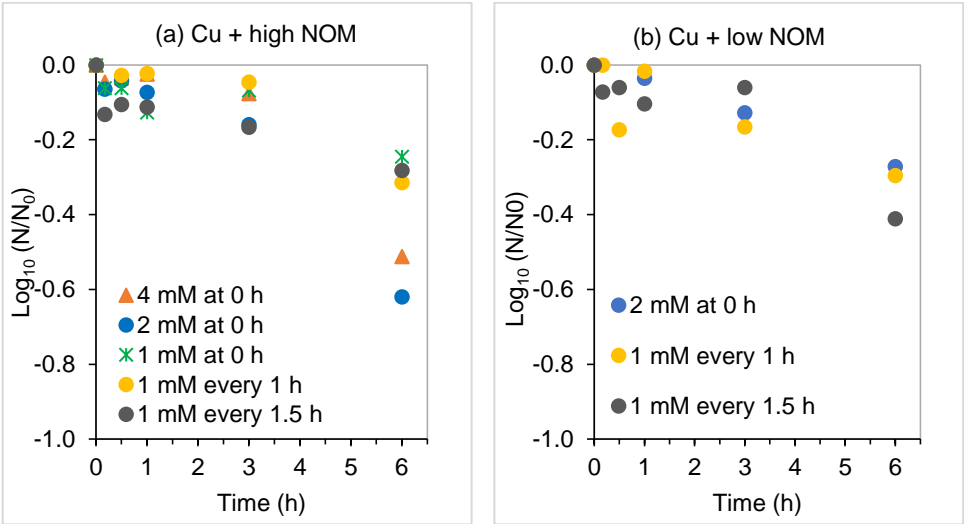 (a) Cu + high NOM
0.0
-0.2
-0.4
-0.6
-0.8
-1.0
Log₁₀ (N/N₀)
4 mM at 0 h
2 mM at 0 h
1 mM at 0 h
1 mM every 1 h
1 mM every 1.5 h
0 1 2 3 4 5 6
Time (h)
(b) Cu + low NOM
0.0
-0.2
-0.4
-0.6
-0.8
-1.0
Log₁₀ (N/N0)
2 mM at 0 h
1 mM every 1 h
1 mM every 1.5 h
0 1 2 3 4 5 6
Time (h)